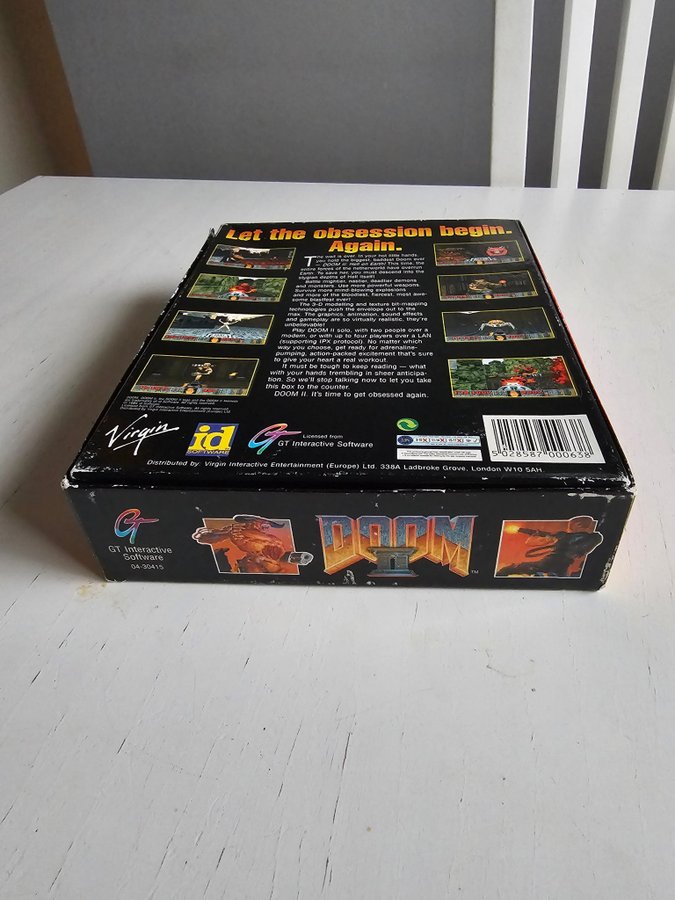 Let the obsession begin.
Again.
The wait is over. In your hot little hands,
you hold the biggest, baddest Doom ever
— DOOM II: Hell on Earth! This time, the
entire forces of the netherworld have overrun
Earth. To save her, you must descend into the
stygian depths of Hell itself!
Battle mightier, nastier, deadlier demons
and monsters. Use more powerful weapons.
Survive more mind-blowing explosions
and more of the bloodiest, fiercest, most awe-
some blastfest ever!
The 3-D modelling and texture bit-mapping
technologies push the envelope out to the
max. The graphics, animation, sound effects
and gameplay are so virtually realistic, they're
unbelievable!
Play DOOM II solo, with two people over a
modem, or with up to four players over a LAN
(supporting IPX protocol). No matter which
way you choose, get ready for adrenaline-
pumping, action-packed excitement that's sure
to give your heart a real workout.
It must be tough to keep reading — what
with your hands trembling in sheer anticipa-
tion. So we'll stop talking now to let you take
this box to the counter.
DOOM II. It's time to get obsessed again.
Virgin
id
SOFTWARE
GT
Licensed from
GT Interactive Software
5 028587 000638
Distributed by: Virgin Interactive Entertainment (Europe) Ltd. 338A Ladbroke Grove, London W10 5AH.
GT
GT Interactive
Software
04-30415
DOOM
II
TM